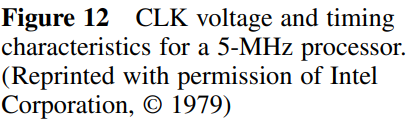 Figure 12 CLK voltage and timing
characteristics for a 5-MHz processor.
(Reprinted with permission of Intel
Corporation, © 1979)